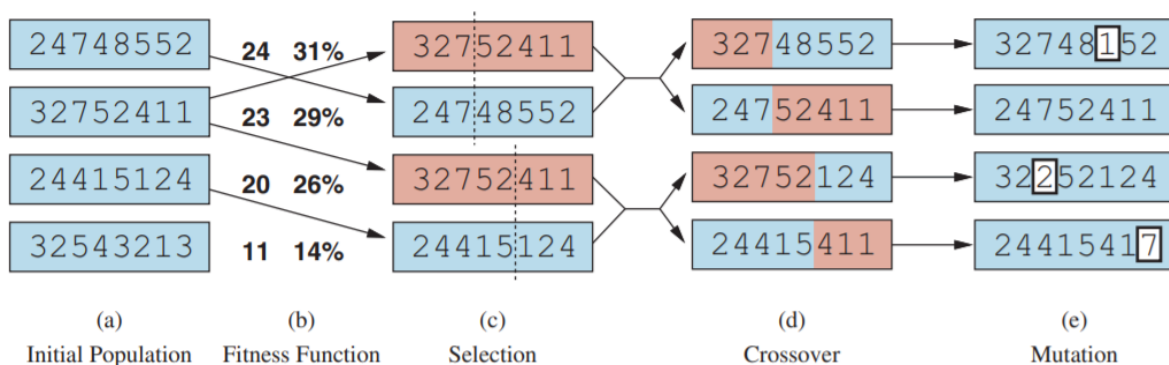 24748552 24 31% 32752411 32748552 32748152
32752411 23 29% 24748552 24752411 24752411
24415124 20 26% 32752411 32752124 32252124
32543213 11 14% 24415124 24415411 24415417
(a) (b) (c) (d) (e)
Initial Population Fitness Function Selection Crossover Mutation